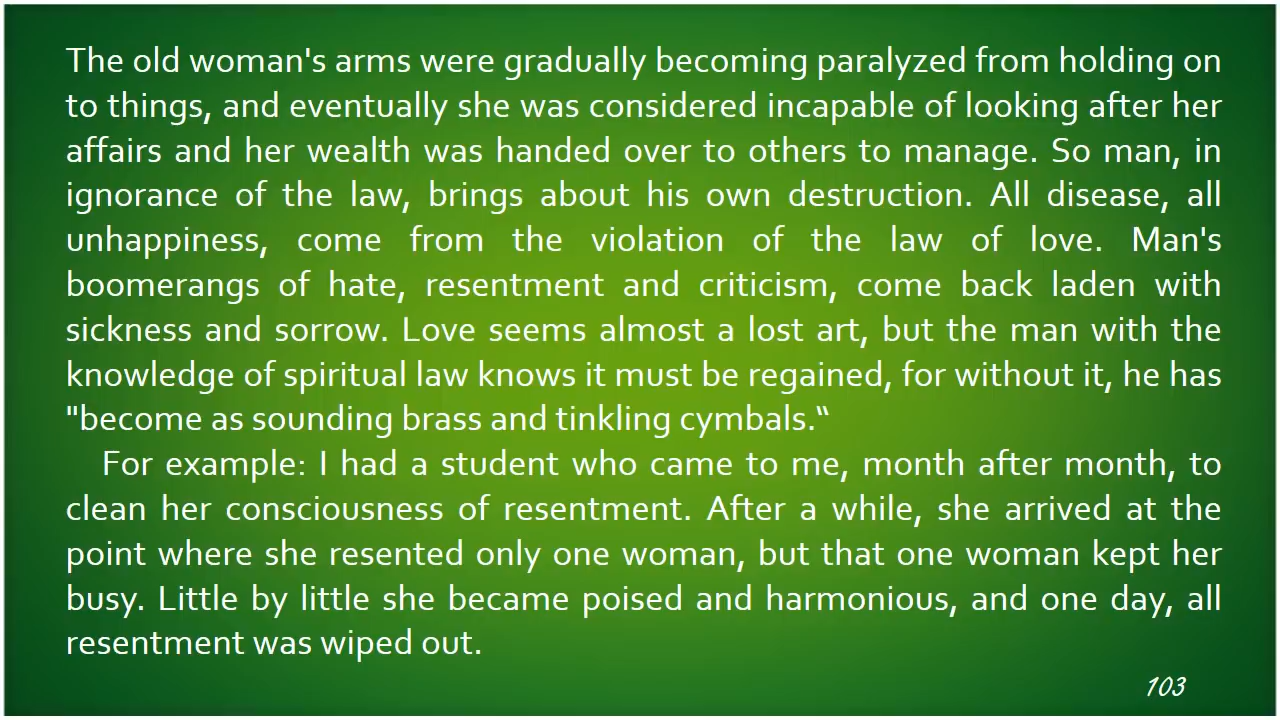 The old woman's arms were gradually becoming paralyzed from holding on
to things, and eventually she was considered incapable of looking after her
affairs and her wealth was handed over to others to manage. So man, in
ignorance of the law, brings about his own destruction. All disease, all
unhappiness, come from the violation of the law of love. Man's
boomerangs of hate, resentment and criticism, come back laden with
sickness and sorrow. Love seems almost a lost art, but the man with the
knowledge of spiritual law knows it must be regained, for without it, he has
"become as sounding brass and tinkling cymbals.“
For example: I had a student who came to me, month after month, to
clean her consciousness of resentment. After a while, she arrived at the
point where she resented only one woman, but that one woman kept her
busy. Little by little she became poised and harmonious, and one day, all
resentment was wiped out.
103